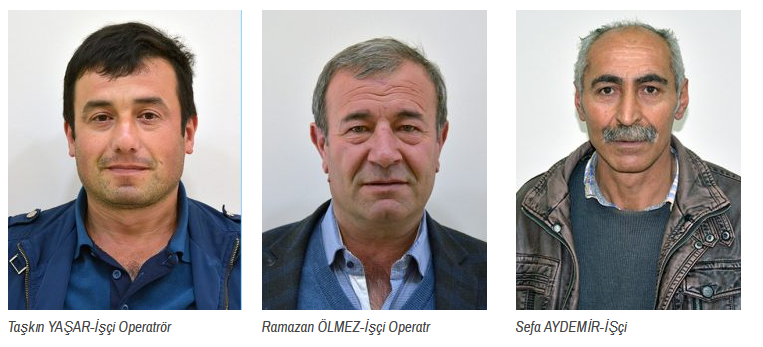 Taşkın YAŞAR-İşçi Operatrör
Ramazan ÖLMEZ-İşçi Operatr
Sefa AYDEMİR-İŞçi